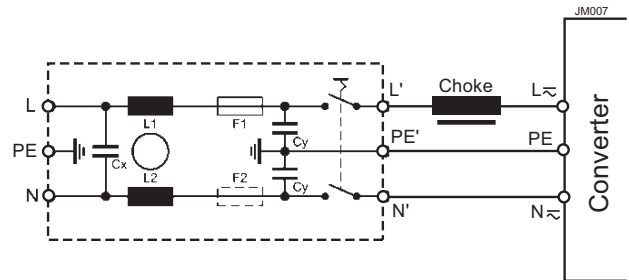 JM007
L
L1
F1
L'
Choke
L≂
PE
Cx
Cy
PE'
PE
N
L2
F2
Cy
N'
N≂
Converter